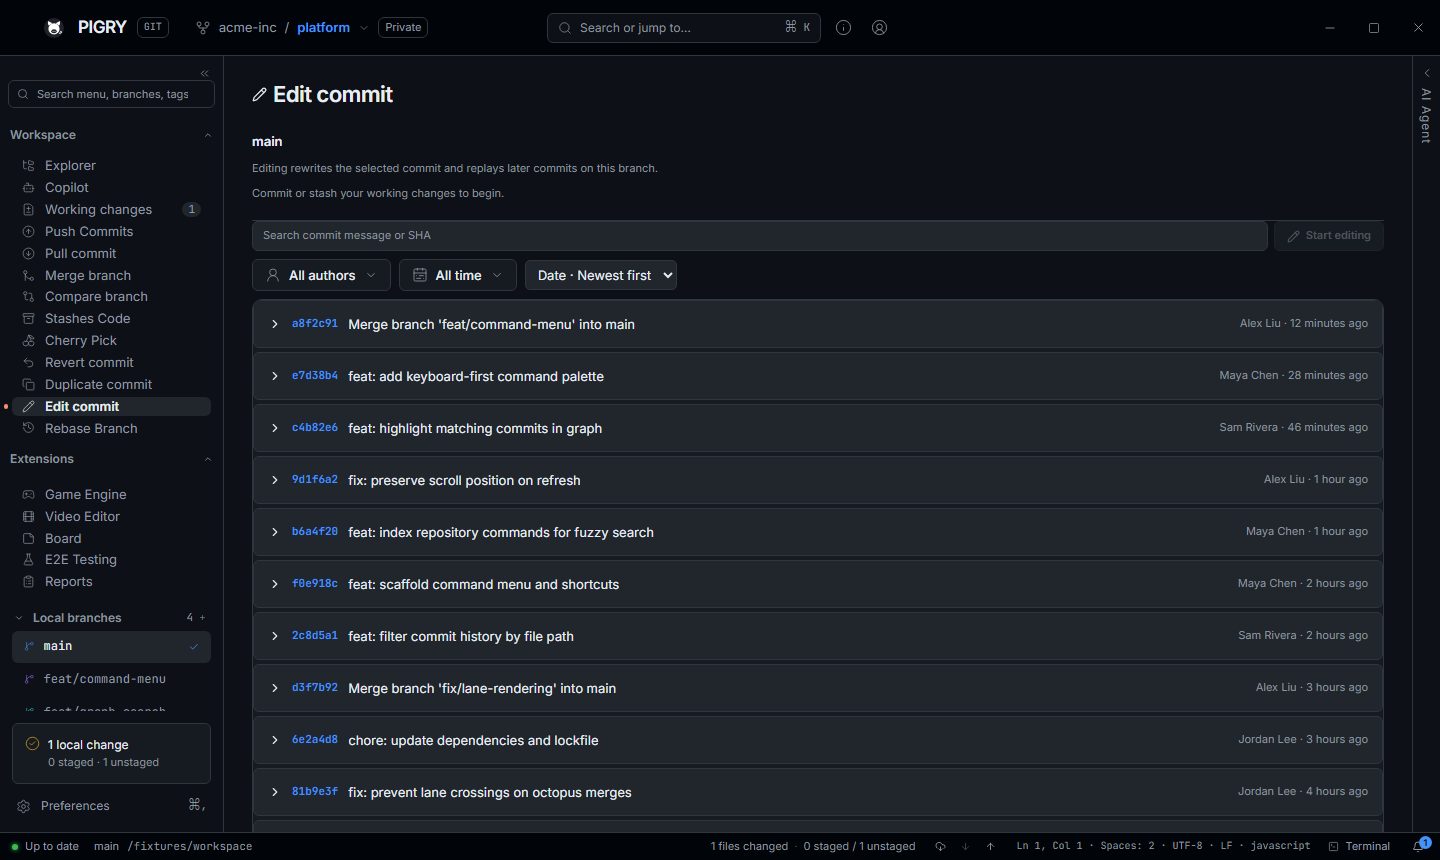 PIGRY GIT acme-inc / platform Private Search or jump to... ⌘ K
Search menu, branches, tags
Workspace
Explorer
Copilot
Working changes 1
Push Commits
Pull commit
Merge branch
Compare branch
Stashes Code
Cherry Pick
Revert commit
Duplicate commit
Edit commit
Rebase Branch
Extensions
Game Engine
Video Editor
Board
E2E Testing
Reports
Local branches 4 +
main
feat/command-menu
1 local change
0 staged · 1 unstaged
Preferences ⌘,
Edit commit
main
Editing rewrites the selected commit and replays later commits on this branch.
Commit or stash your working changes to begin.
Search commit message or SHA Start editing
All authors All time Date · Newest first
a8f2c91 Merge branch 'feat/command-menu' into main Alex Liu · 12 minutes ago
e7d38b4 feat: add keyboard-first command palette Maya Chen · 28 minutes ago
c4b82e6 feat: highlight matching commits in graph Sam Rivera · 46 minutes ago
9d1f6a2 fix: preserve scroll position on refresh Alex Liu · 1 hour ago
b6a4f20 feat: index repository commands for fuzzy search Maya Chen · 1 hour ago
f0e918c feat: scaffold command menu and shortcuts Maya Chen · 2 hours ago
2c8d5a1 feat: filter commit history by file path Sam Rivera · 2 hours ago
d3f7b92 Merge branch 'fix/lane-rendering' into main Alex Liu · 3 hours ago
6e2a4d8 chore: update dependencies and lockfile Jordan Lee · 3 hours ago
81b9e3f fix: prevent lane crossings on octopus merges Jordan Lee · 4 hours ago
AI Agent
Up to date main /fixtures/workspace 1 files changed · 0 staged / 1 unstaged Ln 1, Col 1 · Spaces: 2 · UTF-8 · LF · javascript Terminal 1